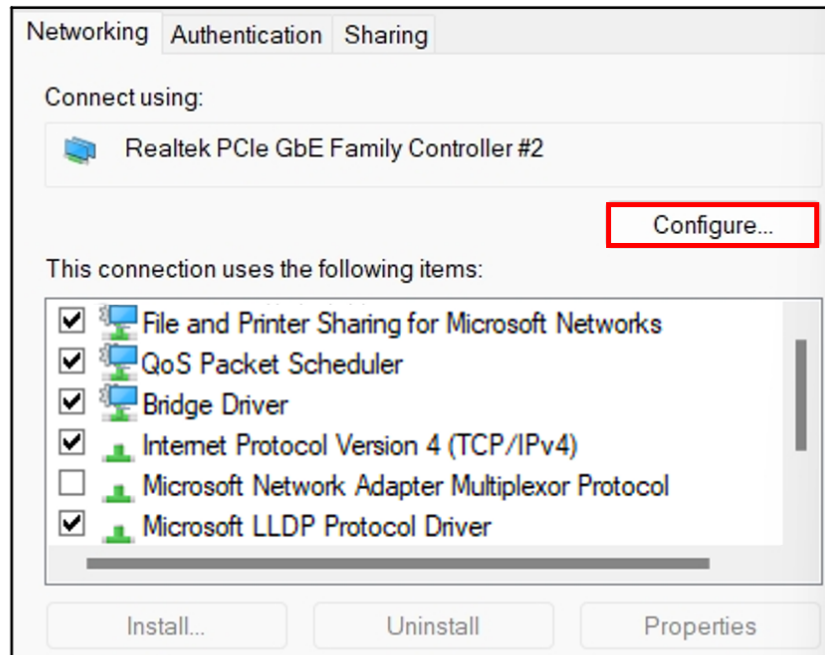 Networking Authentication Sharing
Connect using:
Realtek PCIe GbE Family Controller #2
Configure...
This connection uses the following items:
File and Printer Sharing for Microsoft Networks
QoS Packet Scheduler
Bridge Driver
Internet Protocol Version 4 (TCP/IPv4)
Microsoft Network Adapter Multiplexor Protocol
Microsoft LLDP Protocol Driver
Install... Uninstall Properties